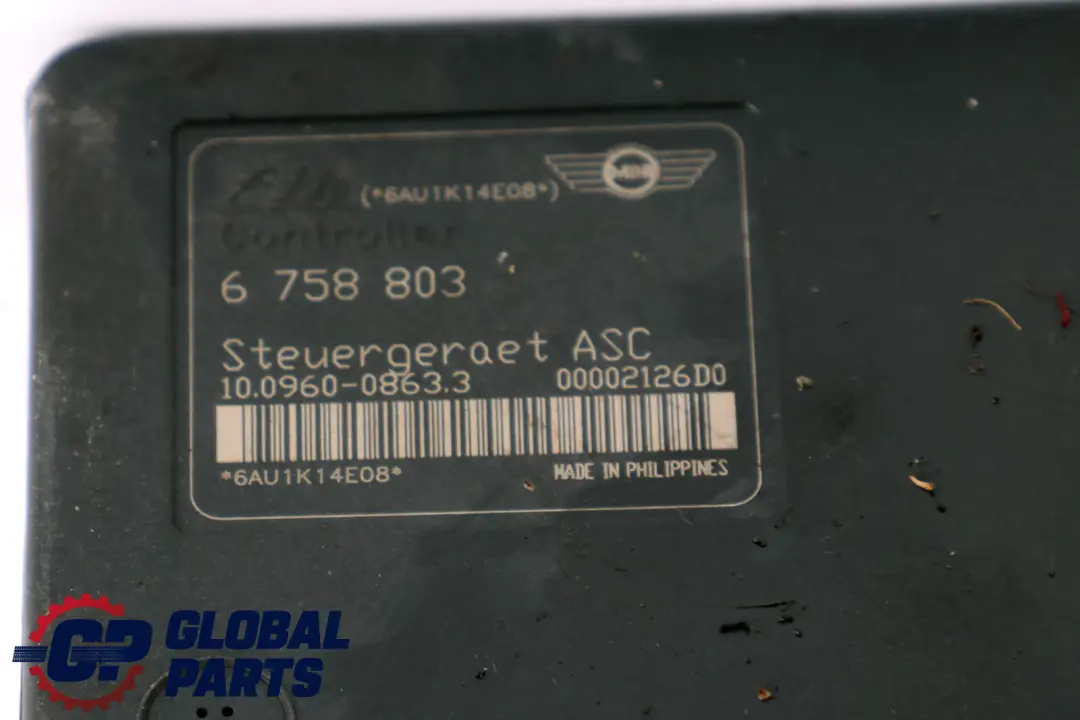 (*6AU1K14E08*)
MINI
Controller
6 758 803
Steuergeraet ASC
10.0960-0863.3 00002126D0
*6AU1K14E08*
MADE IN PHILIPPINES
GP GLOBAL
PARTS